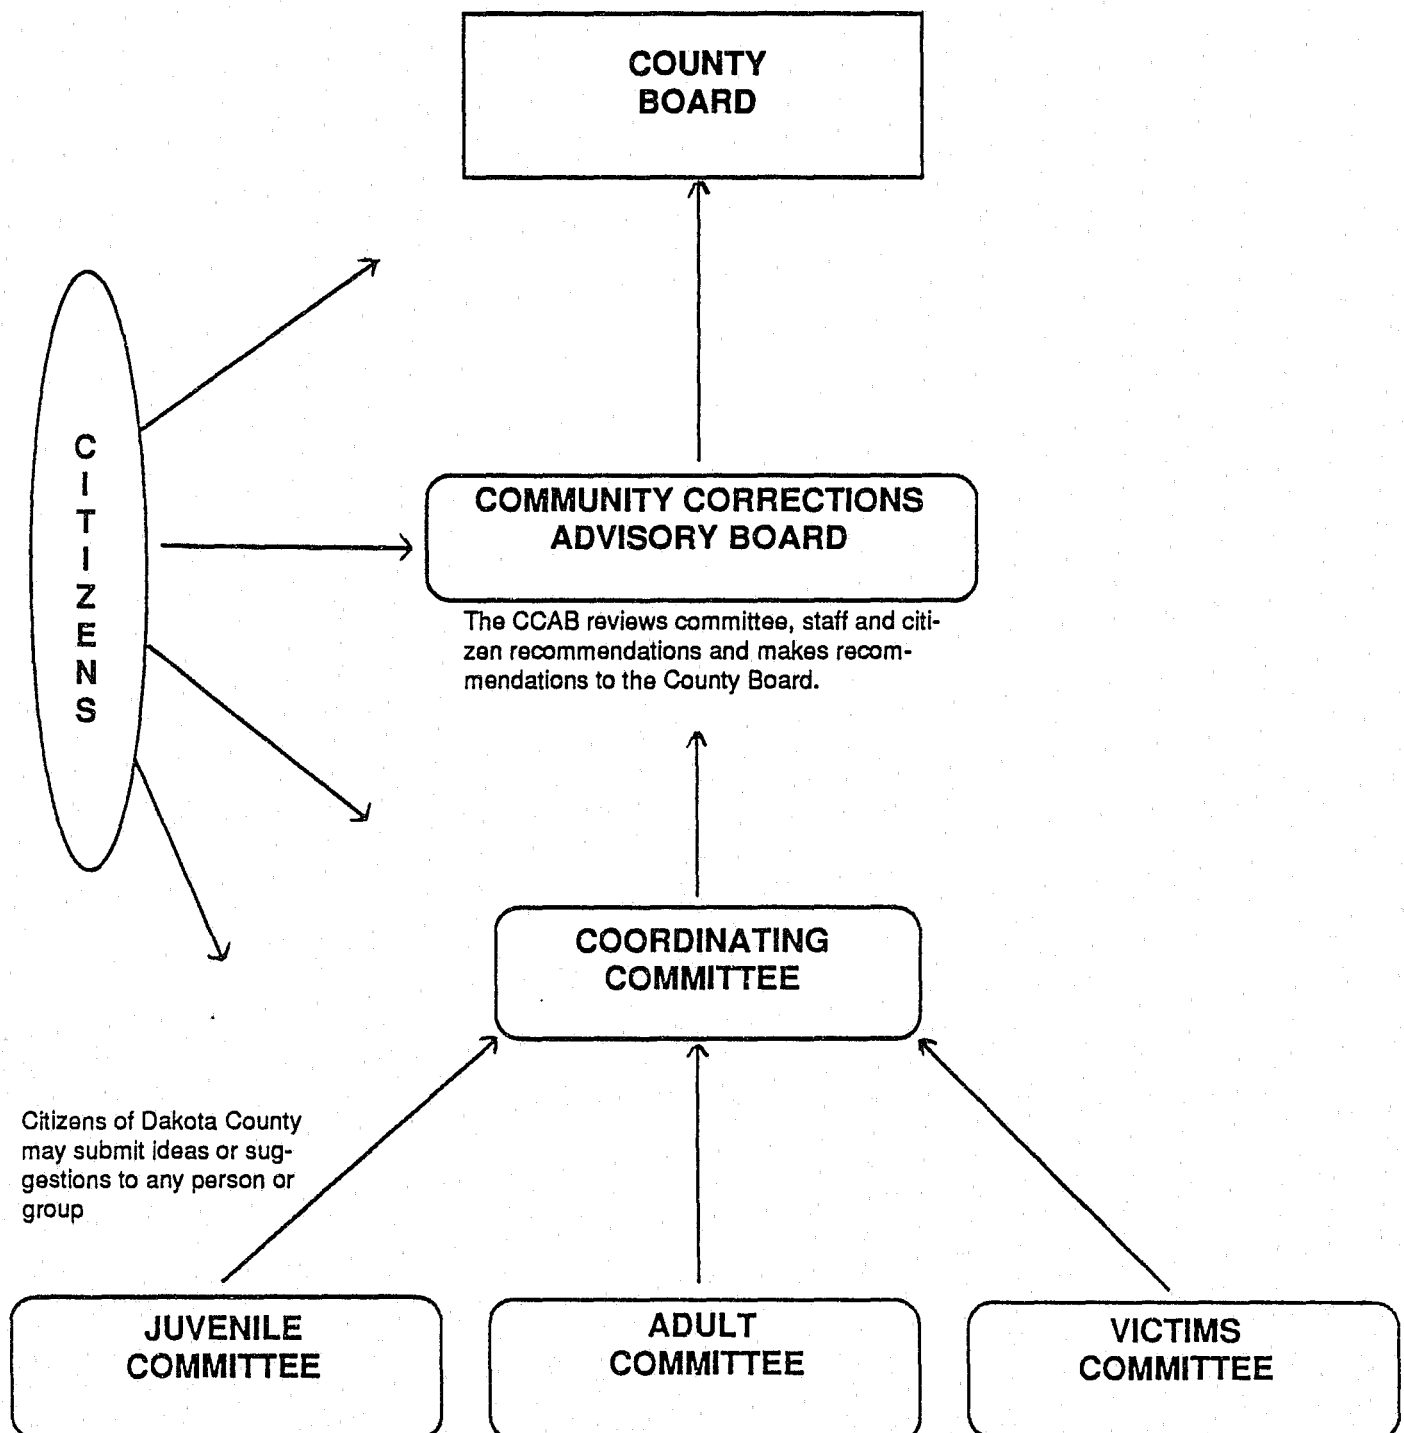 COUNTY
BOARD
C
I
T
I
Z
E
N
S
COMMUNITY CORRECTIONS
ADVISORY BOARD
The CCAB reviews committee, staff and citi-
zen recommendations and makes recom-
mendations to the County Board.
COORDINATING
COMMITTEE
Citizens of Dakota County
may submit ideas or sug-
gestions to any person or
group
JUVENILE
COMMITTEE
ADULT
COMMITTEE
VICTIMS
COMMITTEE